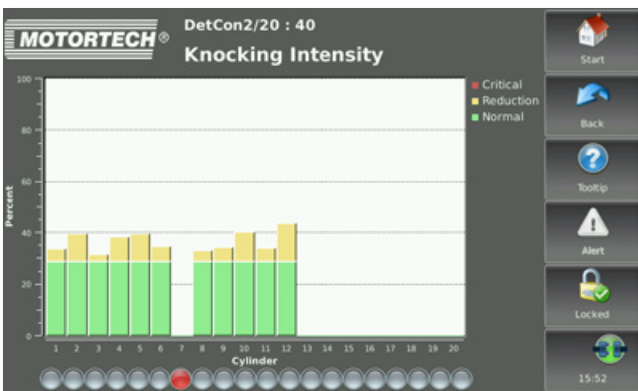 MOTORTECH®
DetCon2/20 : 40
Knocking Intensity
Critical
Reduction
Normal
Percent
100
80
60
40
20
0
1 2 3 4 5 6 7 8 9 10 11 12 13 14 15 16 17 18 19 20
Cylinder
Start
Back
Tooltip
Alert
Locked
15:52